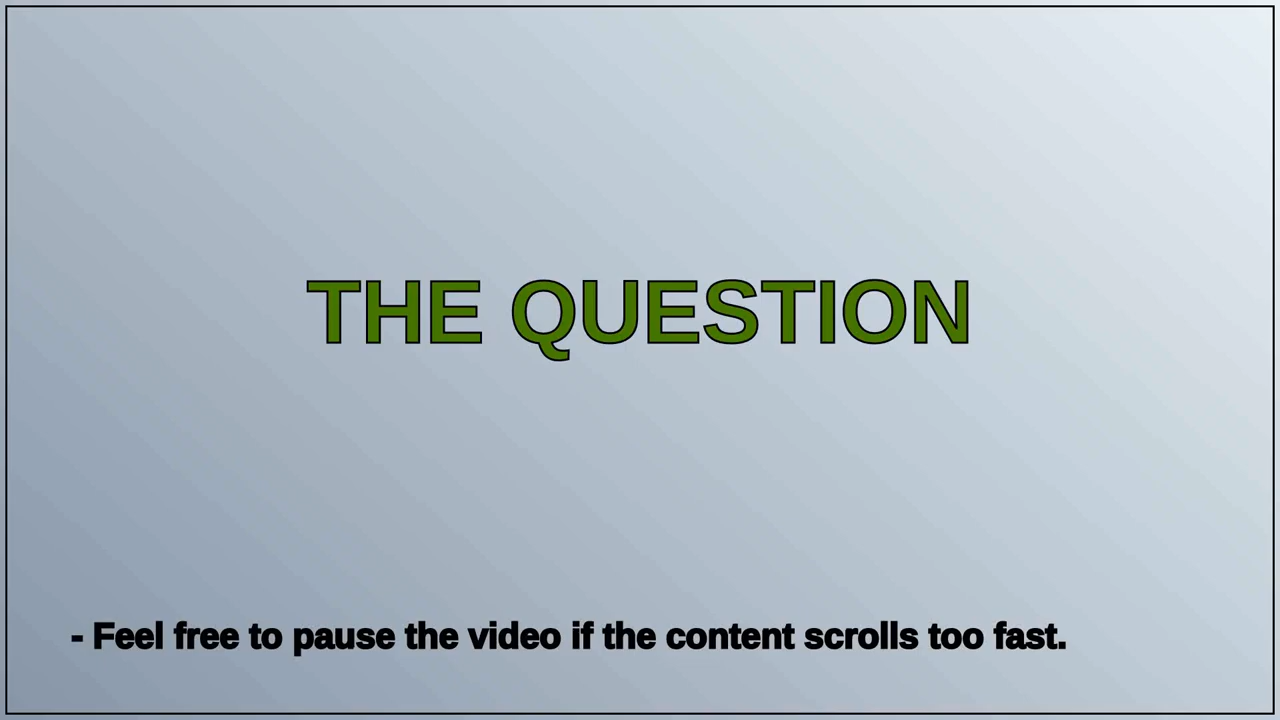 THE QUESTION
- Feel free to pause the video if the content scrolls too fast.